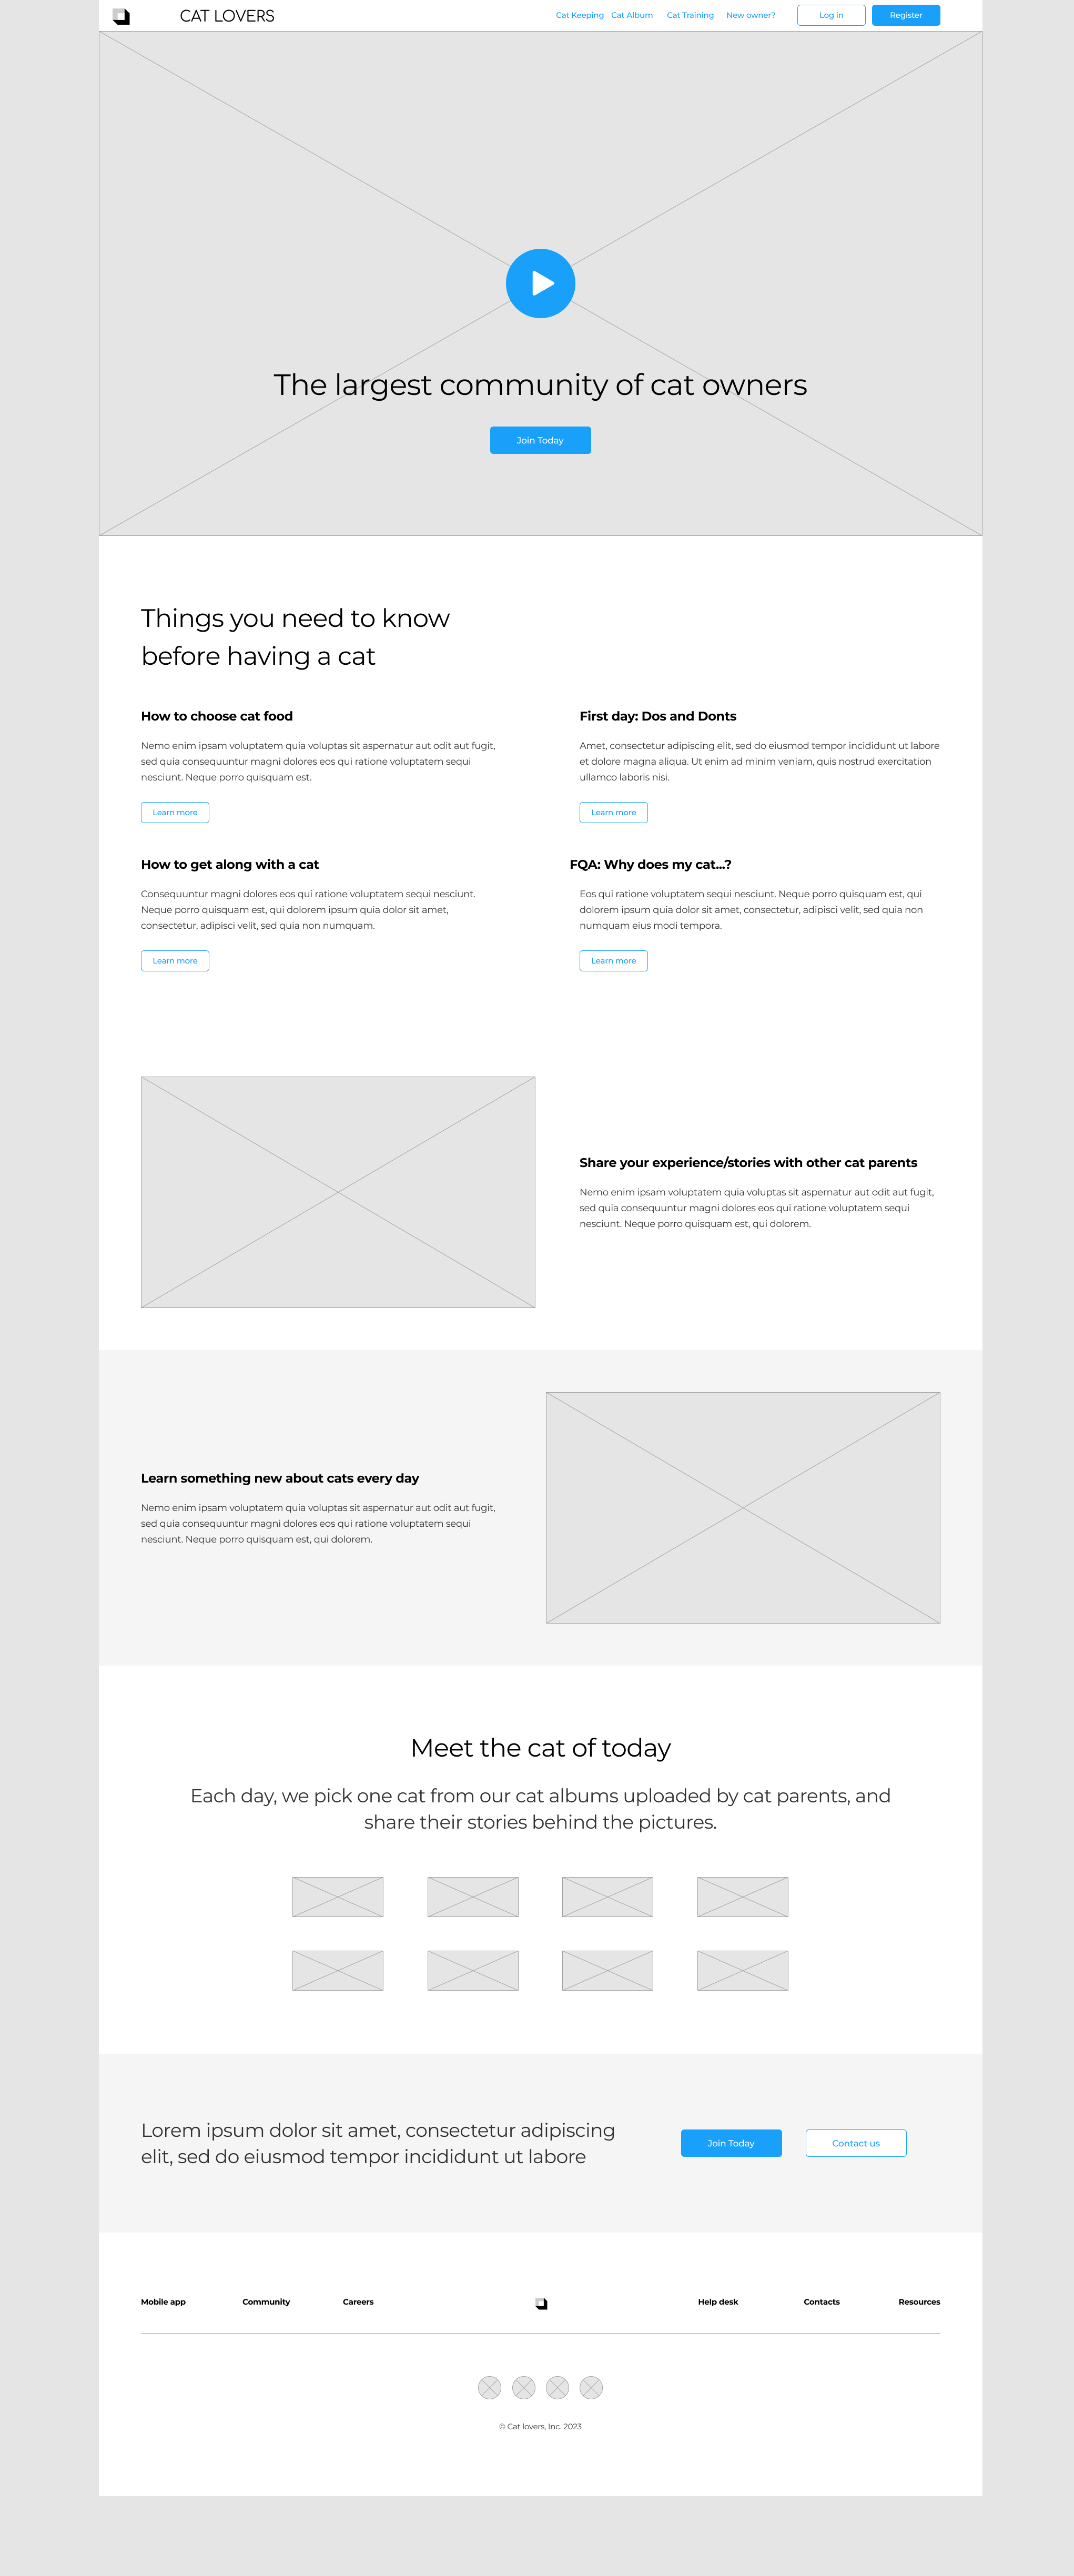 CAT LOVERS
Cat Keeping
Cat Album
Cat Training
New owner?
Log in
Register
The largest community of cat owners
Join Today
Things you need to know
before having a cat
How to choose cat food
Nemo enim ipsam voluptatem quia voluptas sit aspernatur aut odit aut fugit,
sed quia consequuntur magni dolores eos qui ratione voluptatem sequi
nesciunt. Neque porro quisquam est.
Learn more
First day: Dos and Donts
Amet, consectetur adipiscing elit, sed do eiusmod tempor incididunt ut labore
et dolore magna aliqua. Ut enim ad minim veniam, quis nostrud exercitation
ullamco laboris nisi.
Learn more
How to get along with a cat
Consequuntur magni dolores eos qui ratione voluptatem sequi nesciunt.
Neque porro quisquam est, qui dolorem ipsum quia dolor sit amet,
consectetur, adipisci velit, sed quia non numquam.
Learn more
FQA: Why does my cat...?
Eos qui ratione voluptatem sequi nesciunt. Neque porro quisquam est, qui
dolorem ipsum quia dolor sit amet, consectetur, adipisci velit, sed quia non
numquam eius modi tempora.
Learn more
Share your experience/stories with other cat parents
Nemo enim ipsam voluptatem quia voluptas sit aspernatur aut odit aut fugit,
sed quia consequuntur magni dolores eos qui ratione voluptatem sequi
nesciunt. Neque porro quisquam est, qui dolorem.
Learn something new about cats every day
Nemo enim ipsam voluptatem quia voluptas sit aspernatur aut odit aut fugit,
sed quia consequuntur magni dolores eos qui ratione voluptatem sequi
nesciunt. Neque porro quisquam est, qui dolorem.
Meet the cat of today
Each day, we pick one cat from our cat albums uploaded by cat parents, and
share their stories behind the pictures.
Lorem ipsum dolor sit amet, consectetur adipiscing
elit, sed do eiusmod tempor incididunt ut labore
Join Today
Contact us
Mobile app
Community
Careers
Help desk
Contacts
Resources
© Cat lovers, Inc. 2023